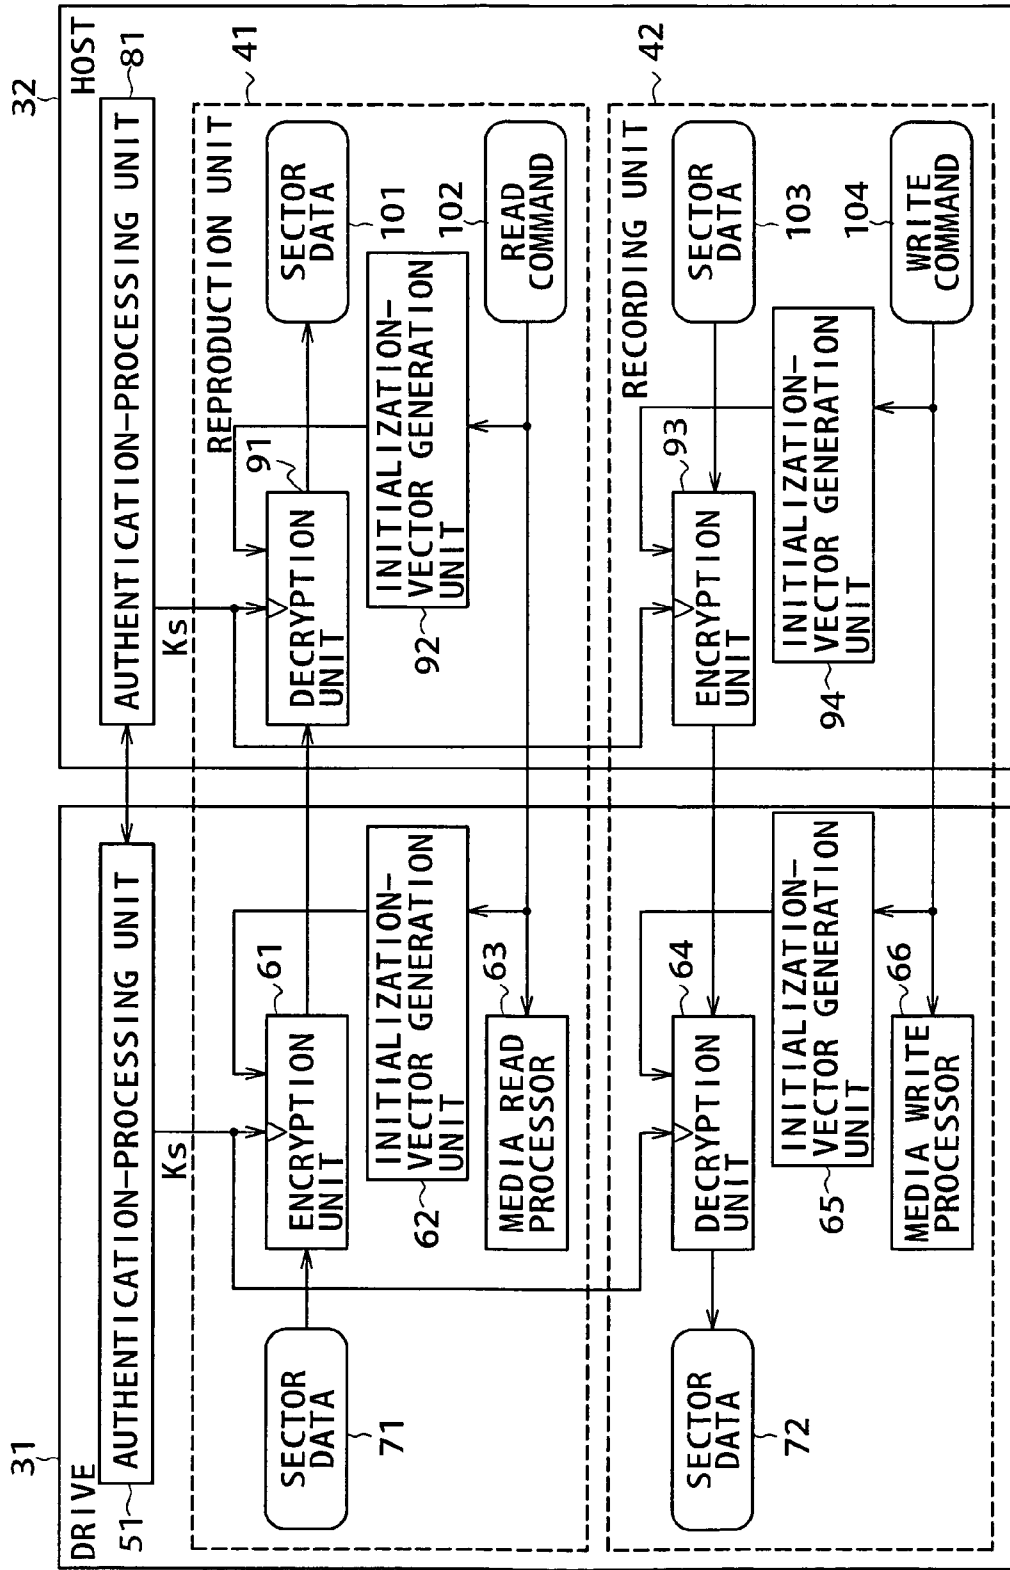 31
32
DRIVE
HOST
51
AUTHENTICATION-PROCESSING UNIT
AUTHENTICATION-PROCESSING UNIT
81
Ks
Ks
REPRODUCTION UNIT
41
SECTOR
DATA
71
ENCRYPTION
UNIT
61
DECRYPTION
UNIT
91
SECTOR
DATA
101
INITIALIZATION-
VECTOR GENERATION
UNIT
62
INITIALIZATION-
VECTOR GENERATION
UNIT
92
MEDIA READ
PROCESSOR
63
READ
COMMAND
102
RECORDING UNIT
42
SECTOR
DATA
72
DECRYPTION
UNIT
64
ENCRYPTION
UNIT
93
SECTOR
DATA
103
INITIALIZATION-
VECTOR GENERATION
UNIT
65
INITIALIZATION-
VECTOR GENERATION
UNIT
94
MEDIA WRITE
PROCESSOR
66
WRITE
COMMAND
104